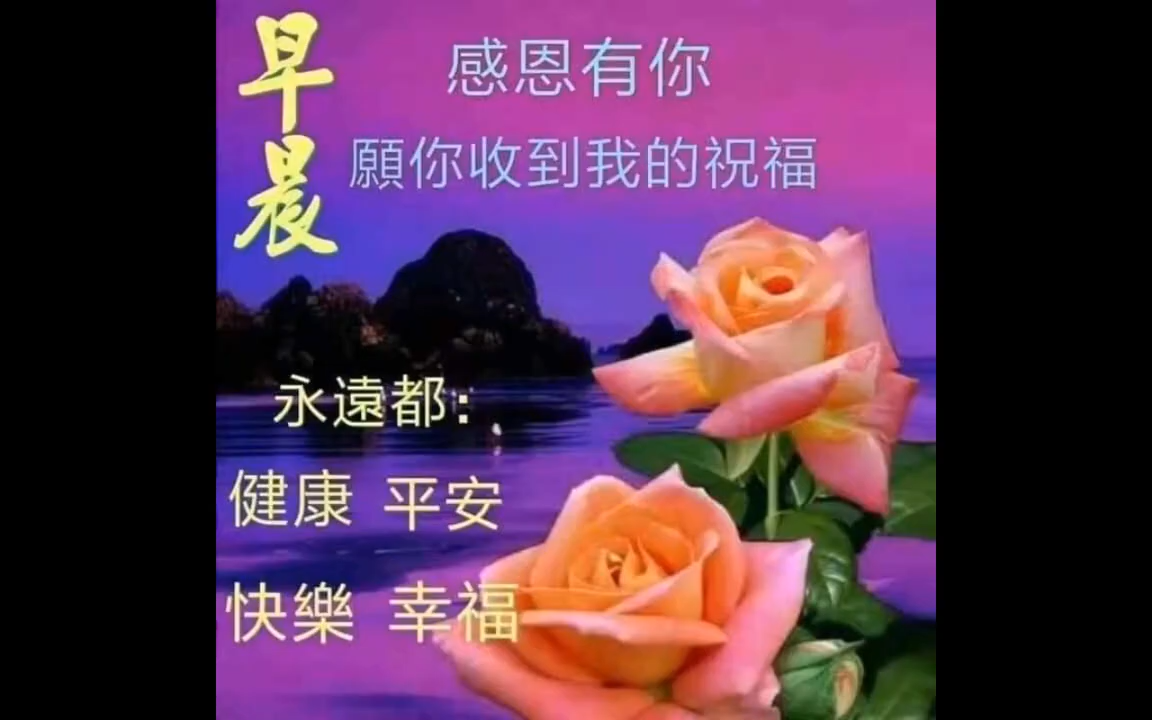 早晨
感恩有你
願你收到我的祝福
永遠都:
健康 平安
快樂 幸福